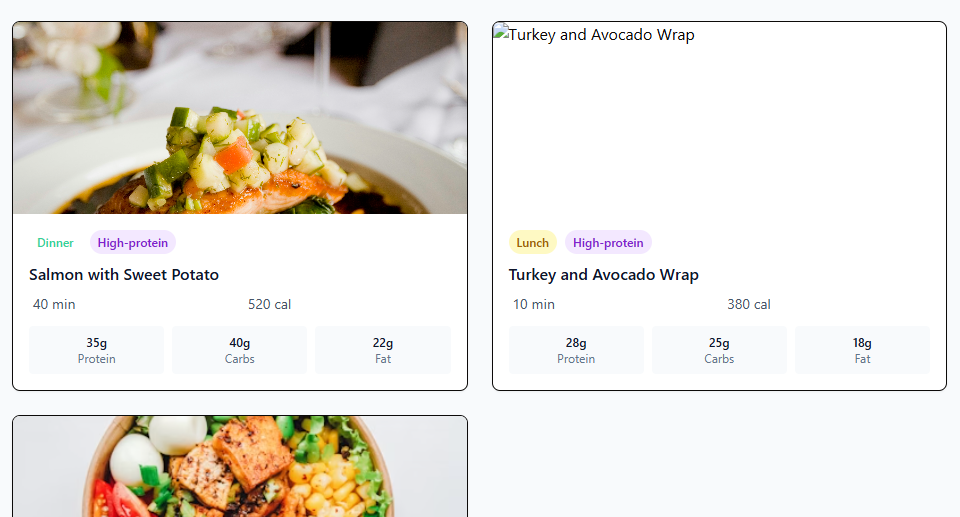 Turkey and Avocado Wrap
Dinner High-protein
Salmon with Sweet Potato
40 min 520 cal
35g 40g 22g
Protein Carbs Fat
Lunch High-protein
Turkey and Avocado Wrap
10 min 380 cal
28g 25g 18g
Protein Carbs Fat